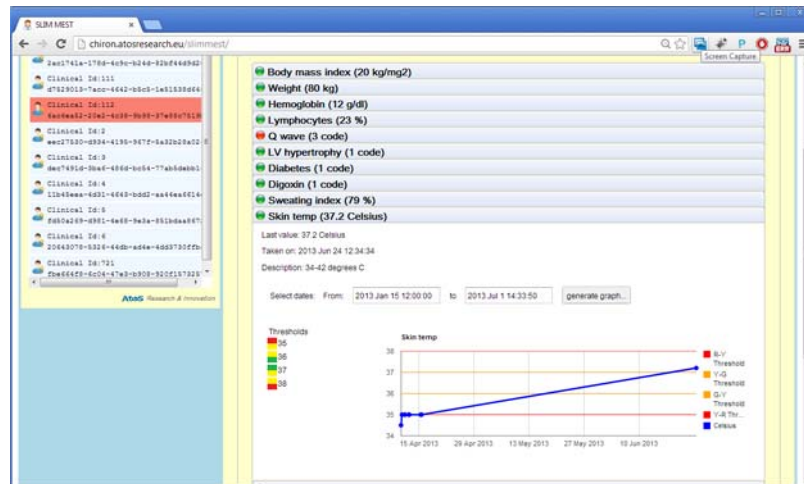 SLIM MEST
chiron.atosresearch.eu/slimmest/
Screen Capture
Clinical Id:111
Clinical Id:112
Clinical Id:2
Clinical Id:3
Clinical Id:4
Clinical Id:5
Clinical Id:6
Clinical Id:721
AtoS Research & Innovation
Body mass index (20 kg/mg2)
Weight (80 kg)
Hemoglobin (12 g/dl)
Lymphocytes (23 %)
Q wave (3 code)
LV hypertrophy (1 code)
Diabetes (1 code)
Digoxin (1 code)
Sweating index (79 %)
Skin temp (37.2 Celsius)
Last value: 37.2 Celsius
Taken on: 2013 Jun 24 12:34:34
Description: 34-42 degrees C
Select dates: From: 2013 Jan 15 12:00:00 to 2013 Jul 1 14:33:50 generate graph...
Thresholds
35
36
37
38
Skin temp
38
37
36
35
34
15 Apr 2013 29 Apr 2013 13 May 2013 27 May 2013 10 Jun 2013
R-Y
Threshold
Y-G
Threshold
G-Y
Threshold
Y-R Thr...
Celsius